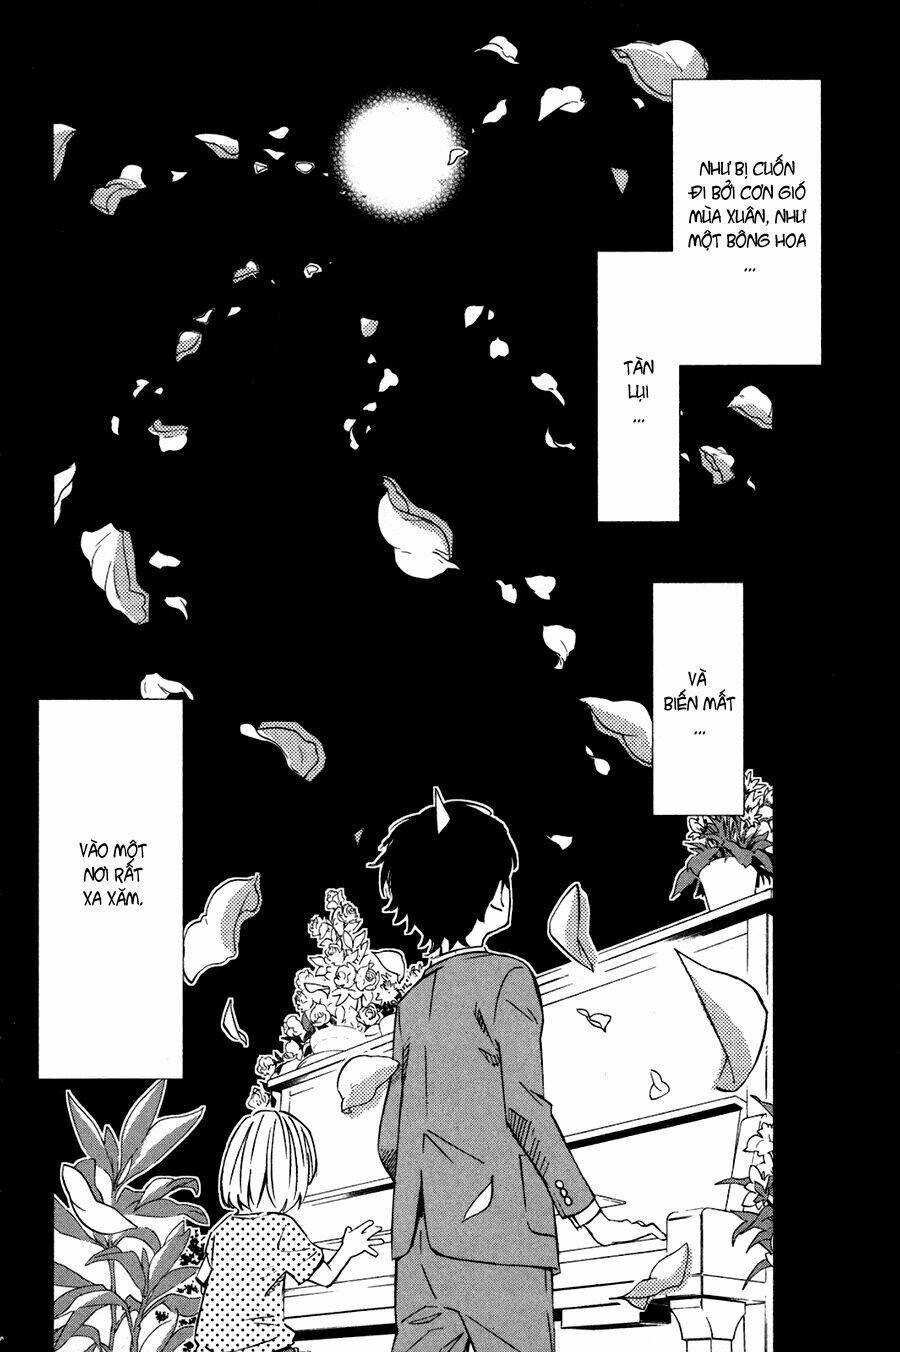 NHƯ BỊ CUỐN
ĐI BỞI CƠN GIÓ
MÙA XUÂN, NHƯ
MỘT BÔNG HOA
...
TÀN
LỤI
...
VÀ
BIẾN MẤT
...
VÀO MỘT
NƠI RẤT
XA XĂM.